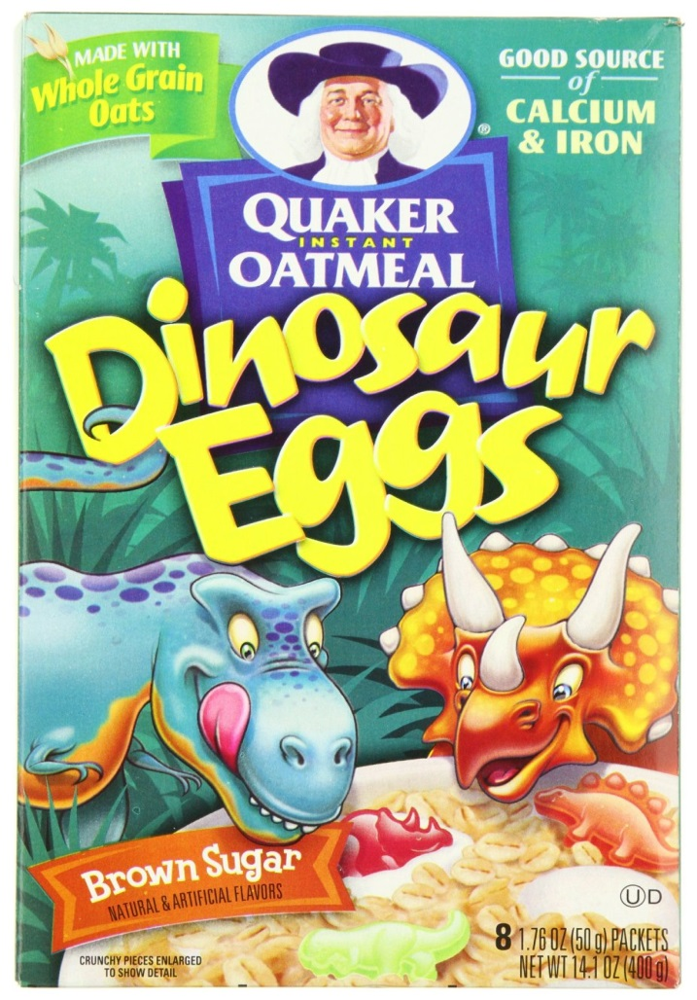 MADE WITH
Whole Grain
Oats
GOOD SOURCE
of
CALCIUM
& IRON
®
QUAKER
INSTANT
OATMEAL
Dinosaur
Eggs
Brown Sugar
NATURAL & ARTIFICIAL FLAVORS
CRUNCHY PIECES ENLARGED
TO SHOW DETAIL
Ⓤ D
8 1.76 OZ (50 g) PACKETS
NET WT 14.1 OZ (400 g)